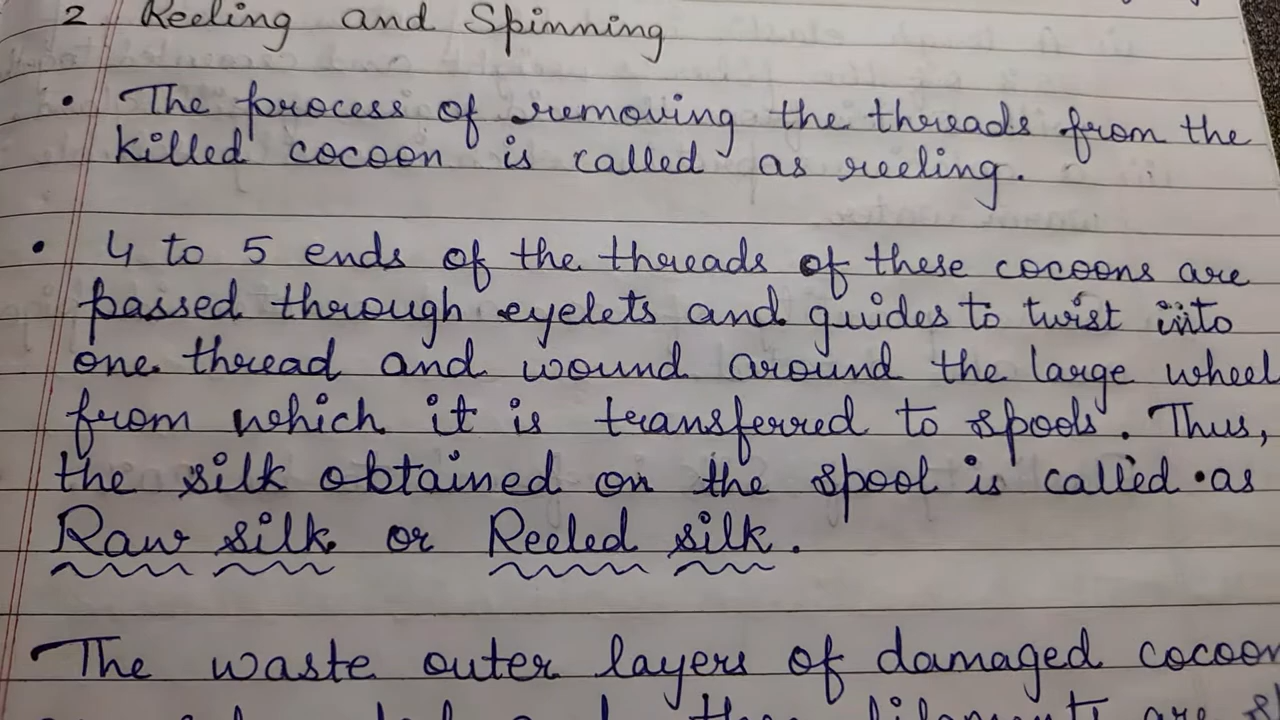 2 Reeling and Spinning
• The process of removing the threads from the
killed cocoon is called as reeling.
• 4 to 5 ends of the threads of these cocoons are
passed through eyelets and guides to twist into
one thread and wound around the large wheel
from which it is transferred to spools. Thus,
the silk obtained on the spool is called as
Raw silk or Reeled silk.
The waste outer layers of damaged cocoon
filaments are